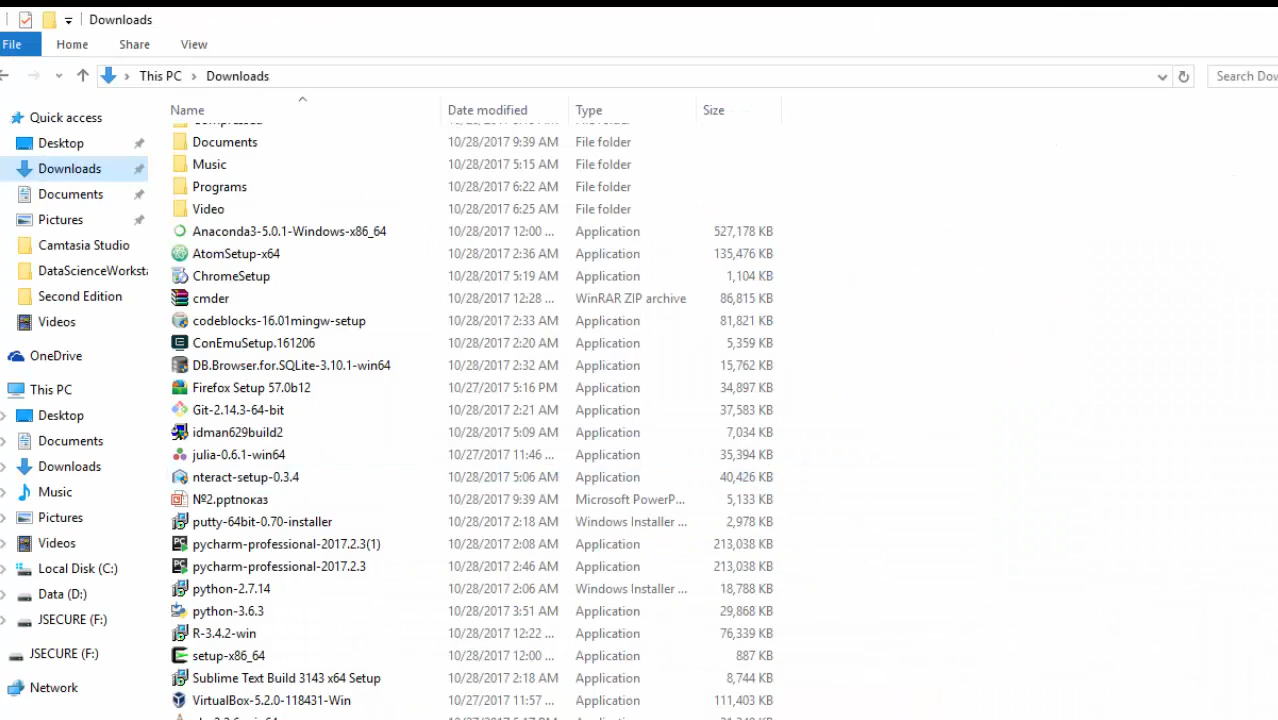 Downloads
File Home Share View
This PC Downloads Search Dow
Name Date modified Type Size
Quick access
Desktop
Downloads
Documents
Pictures
Camtasia Studio
DataScienceWorksta
Second Edition
Videos
OneDrive
This PC
Desktop
Documents
Downloads
Music
Pictures
Videos
Local Disk (C:)
Data (D:)
JSECURE (F:)
JSECURE (F:)
Network
Documents 10/28/2017 9:39 AM File folder
Music 10/28/2017 5:15 AM File folder
Programs 10/28/2017 6:22 AM File folder
Video 10/28/2017 6:25 AM File folder
Anaconda3-5.0.1-Windows-x86_64 10/28/2017 12:00 ... Application 527,178 KB
AtomSetup-x64 10/28/2017 2:36 AM Application 135,476 KB
ChromeSetup 10/28/2017 5:19 AM Application 1,104 KB
cmder 10/28/2017 12:28 ... WinRAR ZIP archive 86,815 KB
codeblocks-16.01mingw-setup 10/28/2017 2:33 AM Application 81,821 KB
ConEmuSetup.161206 10/28/2017 2:20 AM Application 5,359 KB
DB.Browser.for.SQLite-3.10.1-win64 10/28/2017 2:32 AM Application 15,762 KB
Firefox Setup 57.0b12 10/27/2017 5:16 PM Application 34,897 KB
Git-2.14.3-64-bit 10/28/2017 2:21 AM Application 37,583 KB
idman629build2 10/28/2017 5:09 AM Application 7,034 KB
julia-0.6.1-win64 10/27/2017 11:46 ... Application 35,394 KB
nteract-setup-0.3.4 10/28/2017 5:06 AM Application 40,426 KB
№2.pptпоказ 10/28/2017 9:39 AM Microsoft PowerP... 5,133 KB
putty-64bit-0.70-installer 10/28/2017 2:18 AM Windows Installer ... 2,978 KB
pycharm-professional-2017.2.3(1) 10/28/2017 2:08 AM Application 213,038 KB
pycharm-professional-2017.2.3 10/28/2017 2:46 AM Application 213,038 KB
python-2.7.14 10/28/2017 2:06 AM Windows Installer ... 18,788 KB
python-3.6.3 10/28/2017 3:51 AM Application 29,868 KB
R-3.4.2-win 10/28/2017 12:22 ... Application 76,339 KB
setup-x86_64 10/28/2017 12:00 ... Application 887 KB
Sublime Text Build 3143 x64 Setup 10/28/2017 2:18 AM Application 8,744 KB
VirtualBox-5.2.0-118431-Win 10/27/2017 11:57 ... Application 111,403 KB